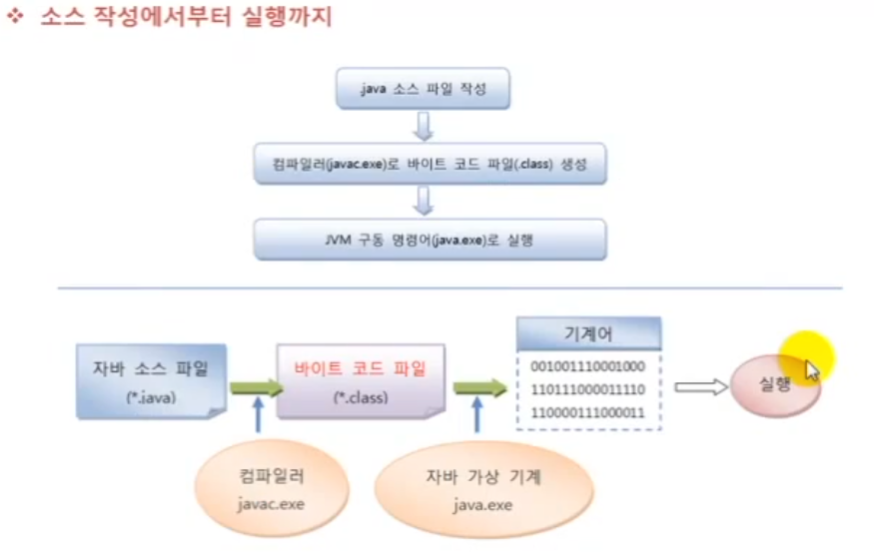 ❖ 소스 작성에서부터 실행까지
.java 소스 파일 작성
컴파일러(javac.exe)로 바이트 코드 파일(.class) 생성
JVM 구동 명령어(java.exe)로 실행
자바 소스 파일
(*.java)
바이트 코드 파일
(*.class)
기계어
001001110001000
110111000011110
110000111000011
실행
컴파일러
javac.exe
자바 가상 기계
java.exe